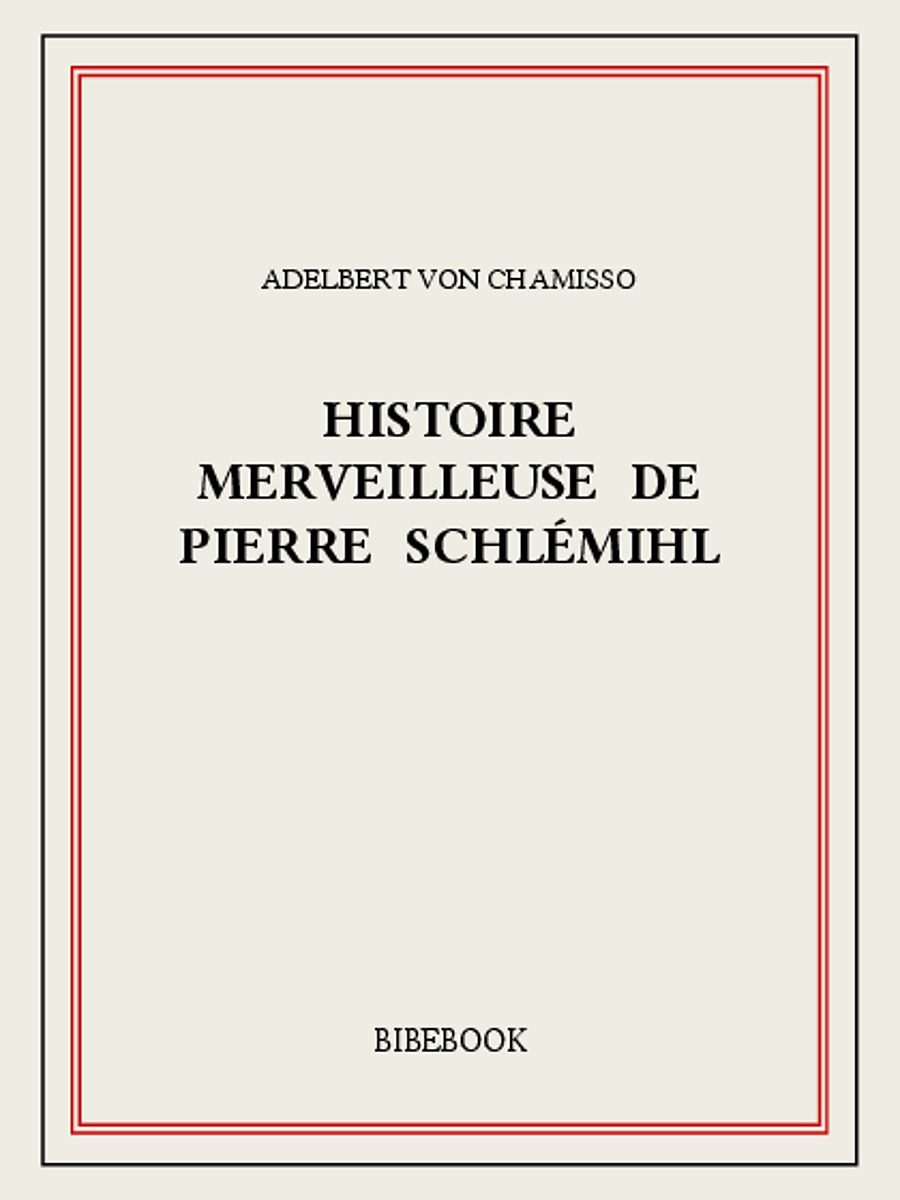 ADELBERT VON CHAMISSO
HISTOIRE
MERVEILLEUSE DE
PIERRE SCHLÉMIHL
BIBEBOOK